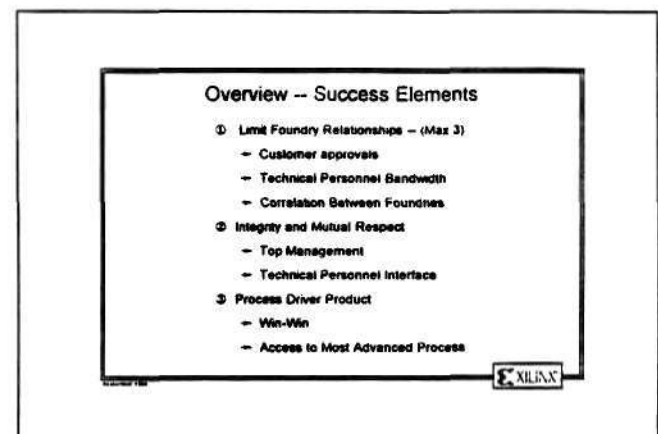 Overview -- Success Elements
① Limit Foundry Relationships – (Max 3)
– Customer approvals
– Technical Personnel Bandwidth
– Correlation Between Foundries
② Integrity and Mutual Respect
– Top Management
– Technical Personnel Interface
③ Process Driver Product
– Win-Win
– Access to Most Advanced Process
XILINX